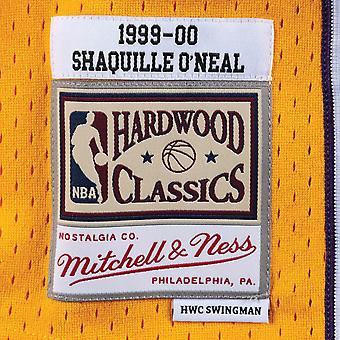 1999-00
SHAQUILLE O'NEAL
HARDWOOD
NBA
CLASSICS
NOSTALGIA CO.
Mitchell & Ness
PHILADELPHIA, PA.
HWC SWINGMAN